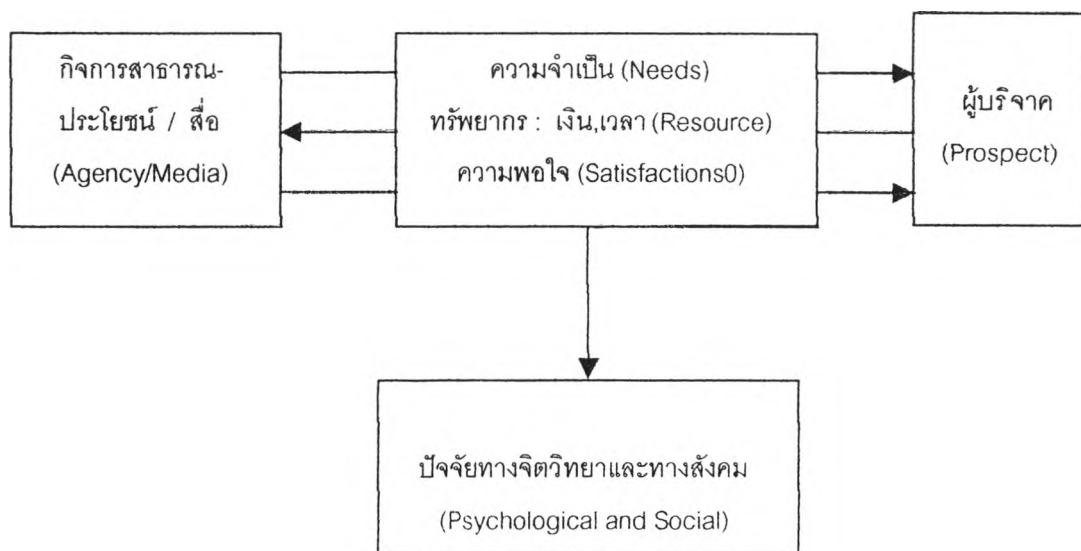 กิจการสาธารณ-
ประโยชน์ / สื่อ
(Agency/Media)
ความจำเป็น (Needs)
ทรัพยากร : เงิน,เวลา (Resource)
ความพอใจ (Satisfactions0)
ผู้บริจาค
(Prospect)
ปัจจัยทางจิตวิทยาและทางสังคม
(Psychological and Social)